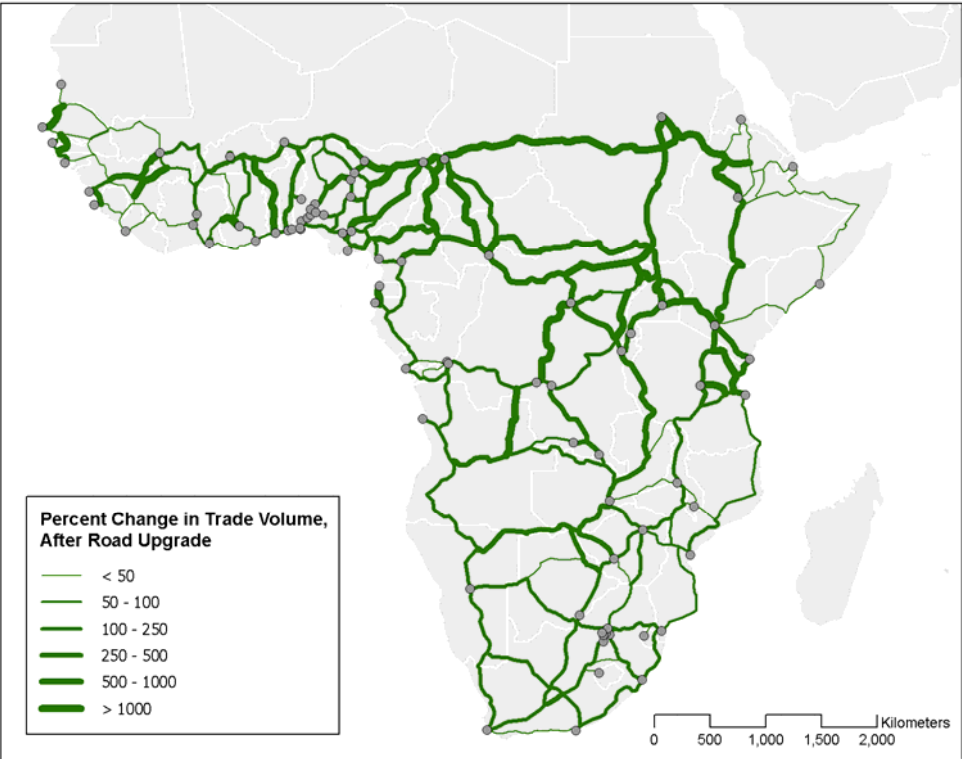 Percent Change in Trade Volume,
After Road Upgrade
< 50
50 - 100
100 - 250
250 - 500
500 - 1000
> 1000
Kilometers
0 500 1,000 1,500 2,000